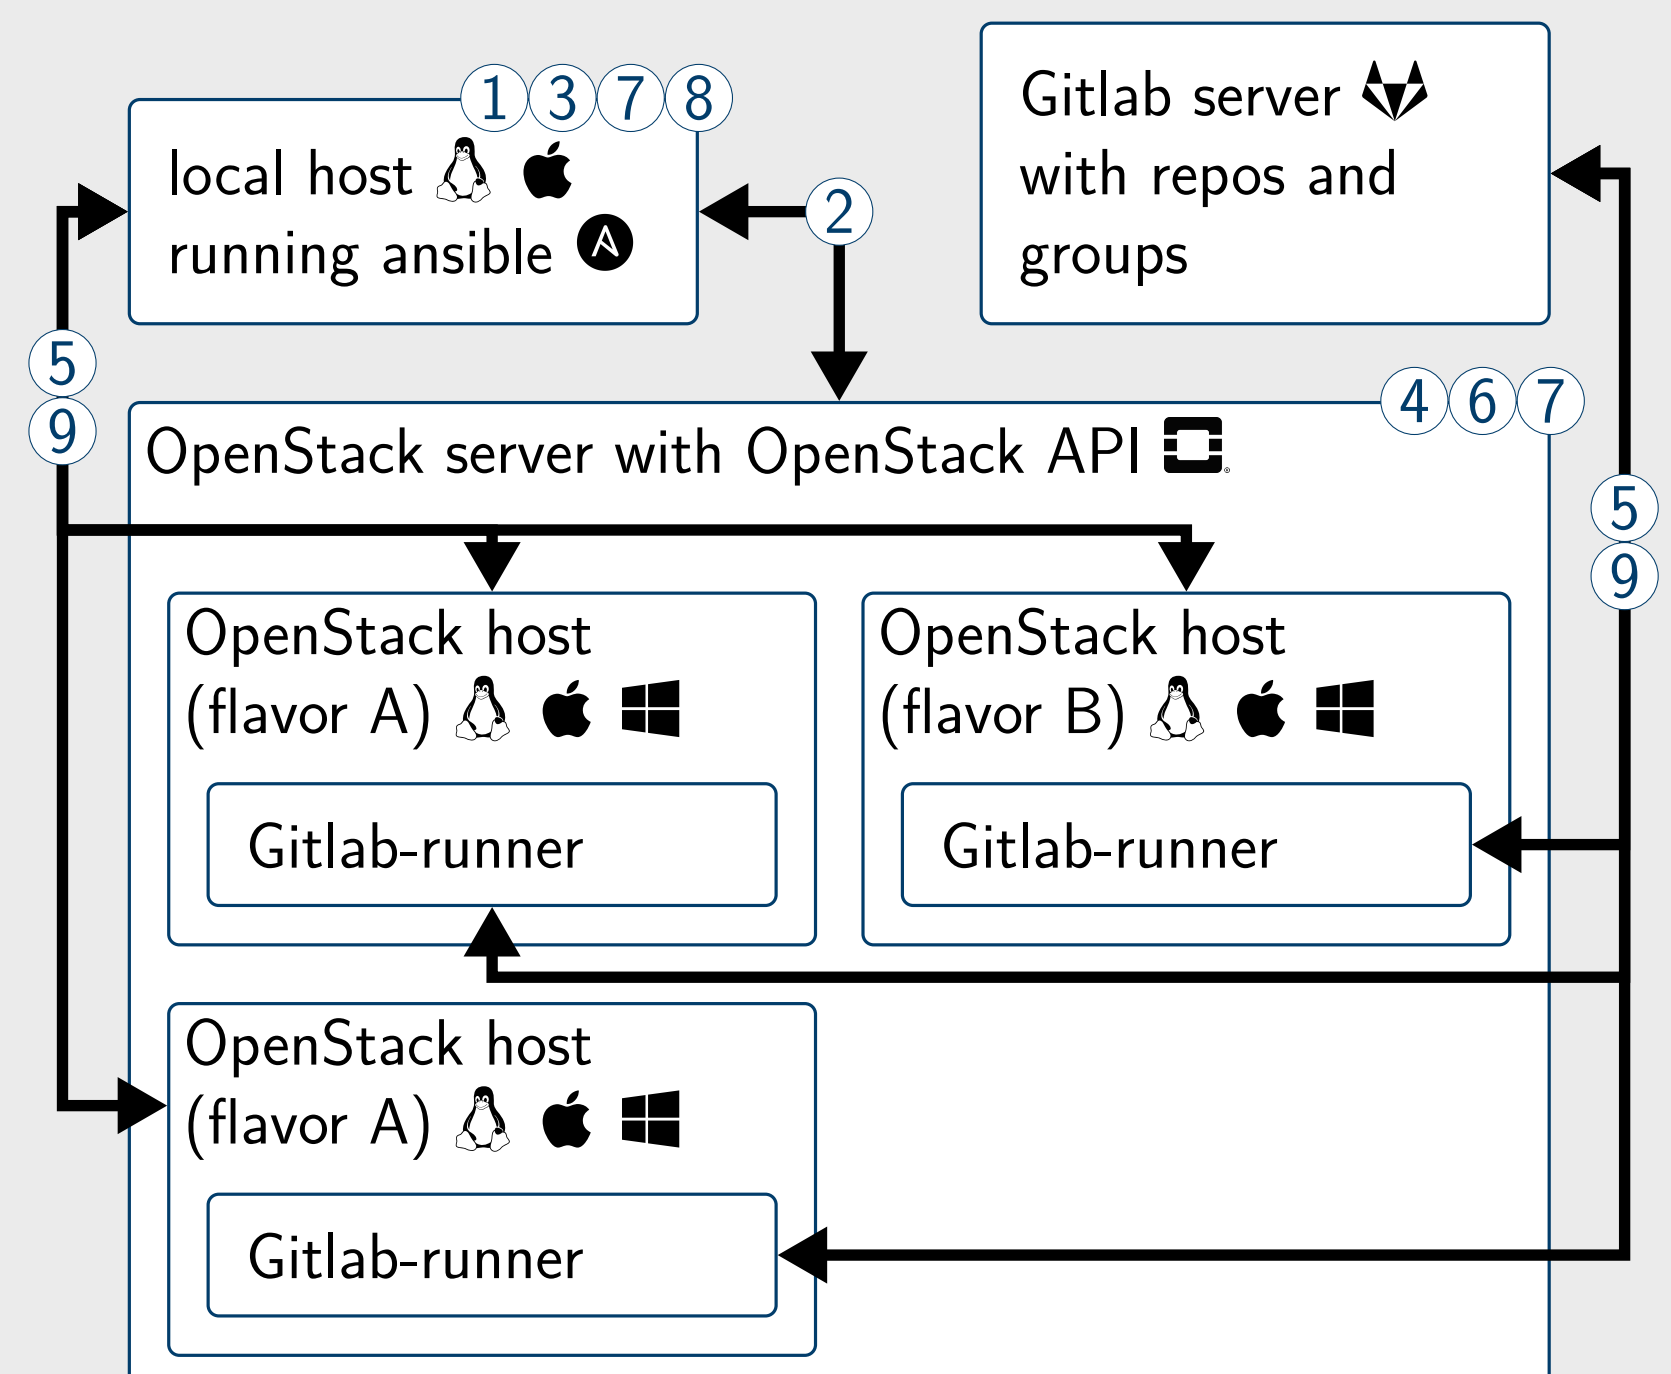 1 3 7 8
local host
running ansible
2
Gitlab server
with repos and
groups
5
9
4 6 7
OpenStack server with OpenStack API
5
9
OpenStack host
(flavor A)
Gitlab-runner
OpenStack host
(flavor B)
Gitlab-runner
OpenStack host
(flavor A)
Gitlab-runner